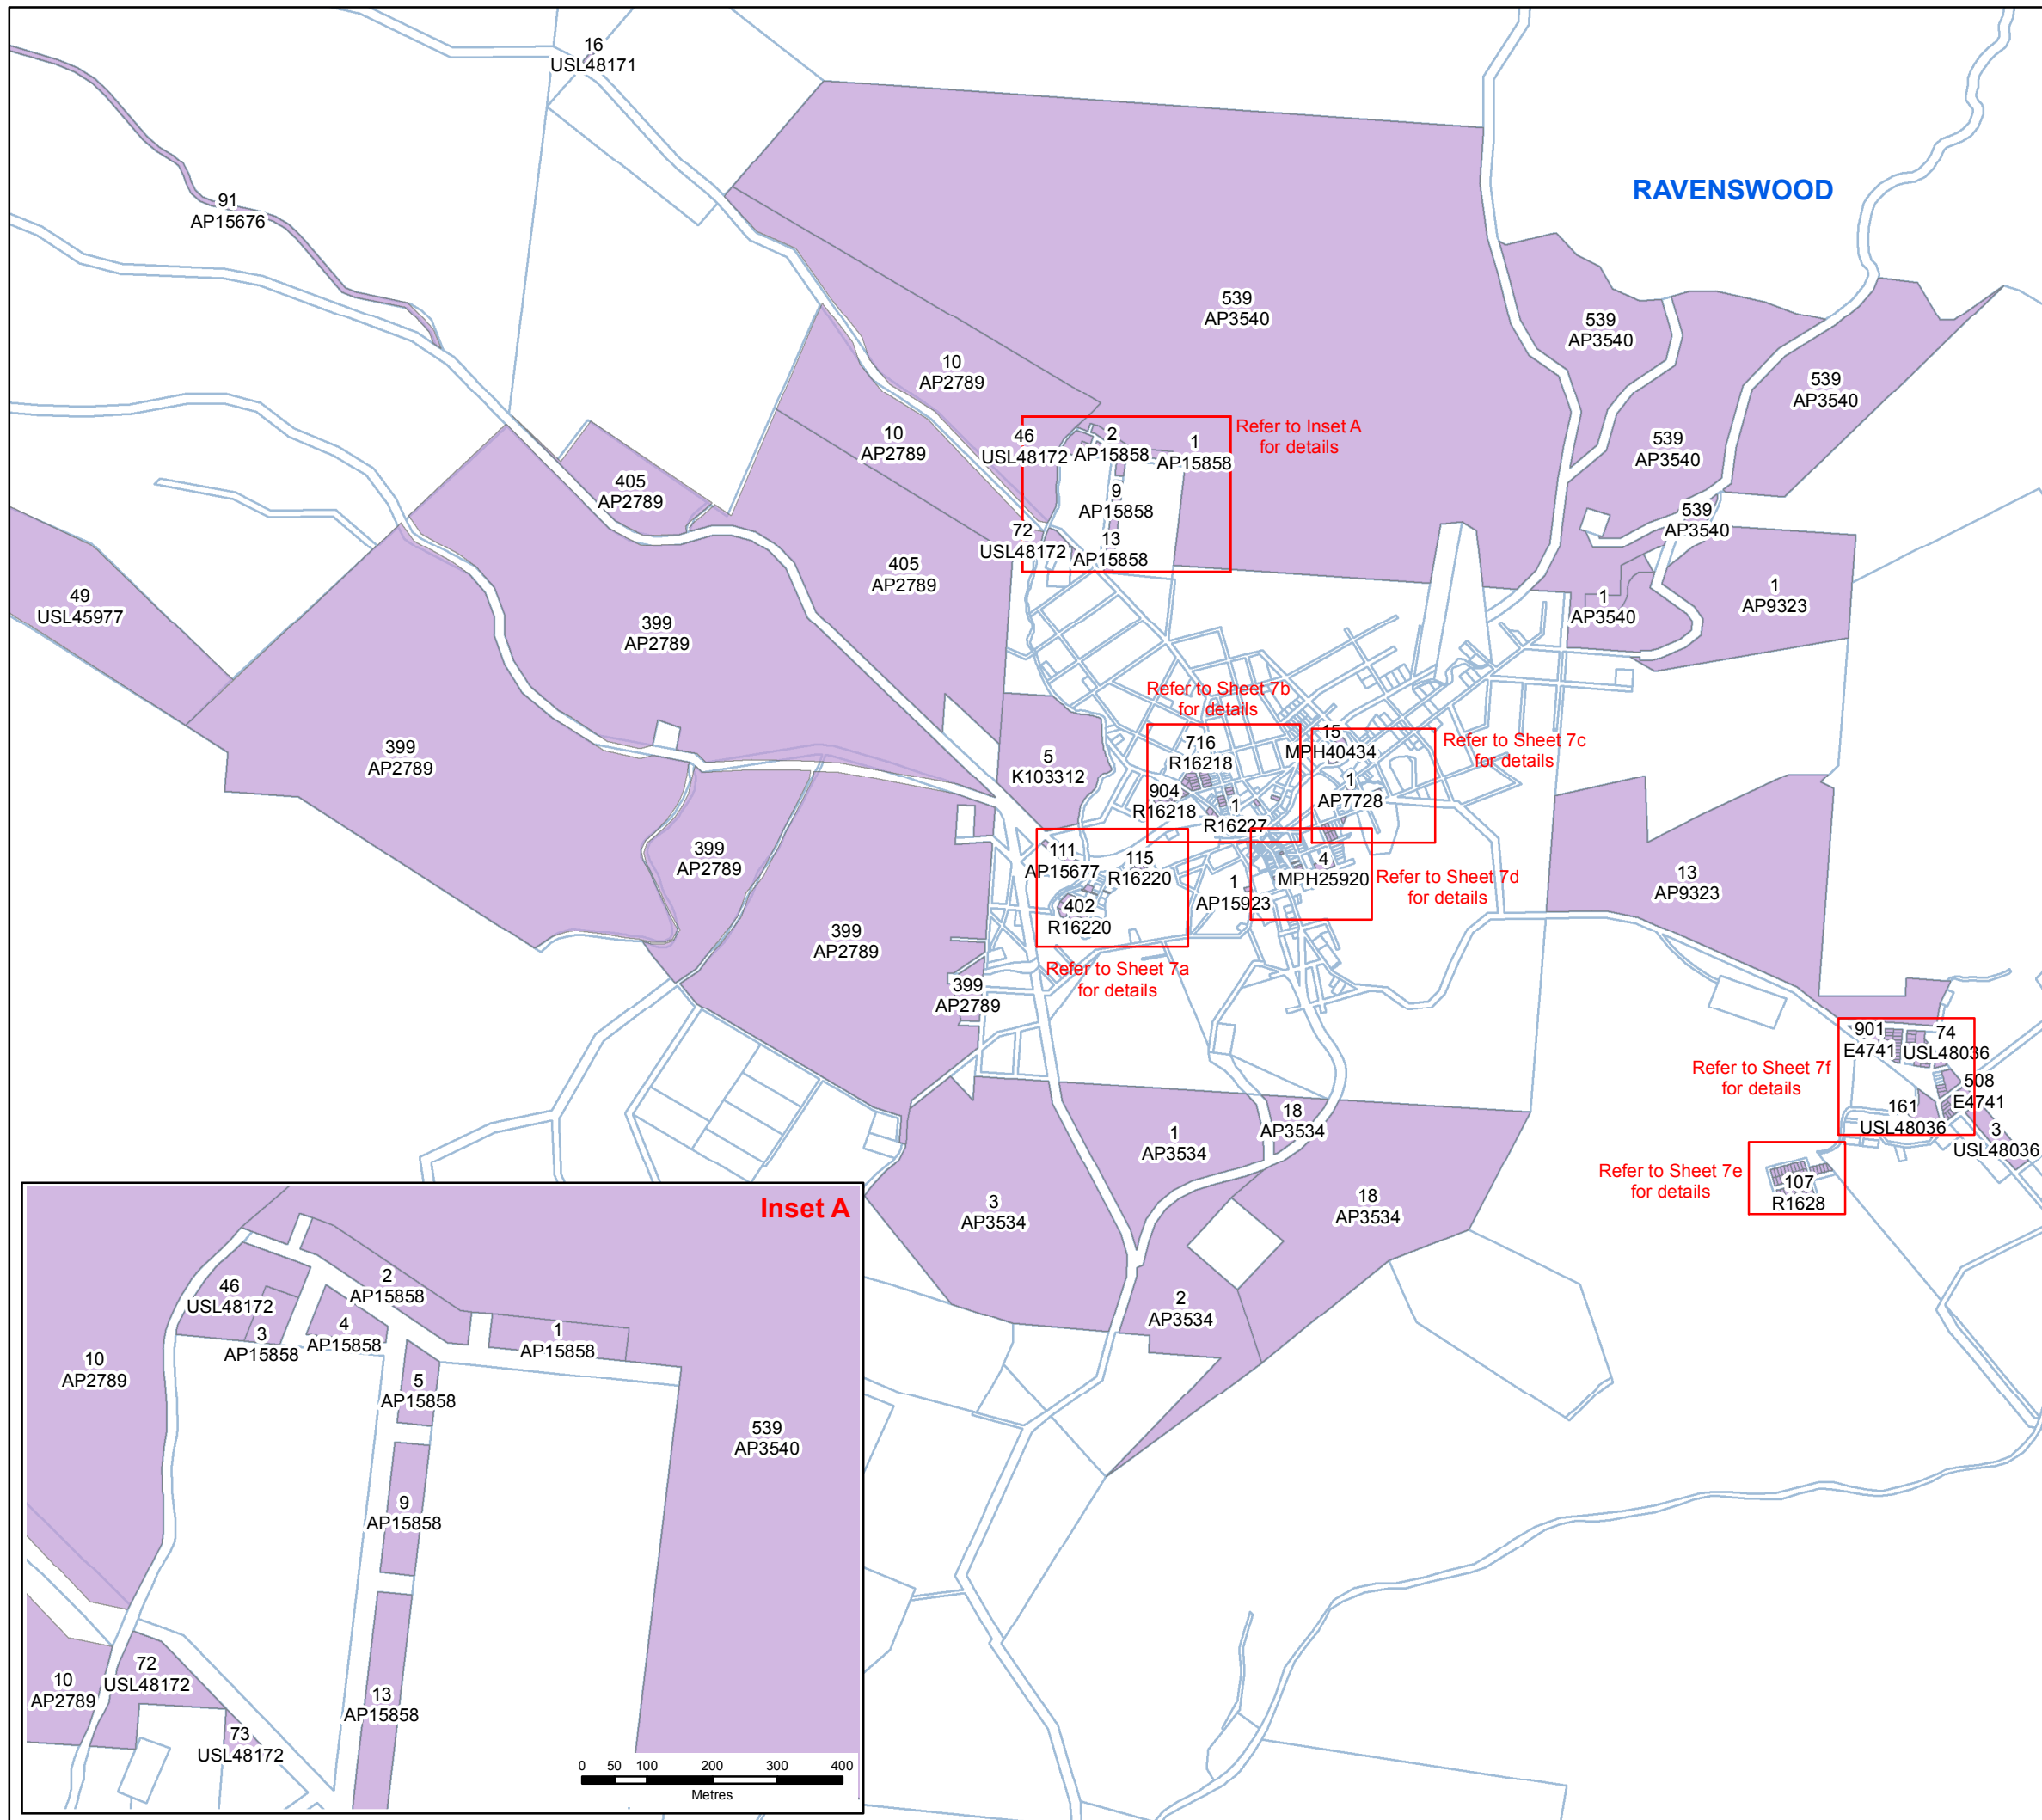 16
USL48171
RAVENSWOOD
91
AP15676
539
AP3540
539
AP3540
539
AP3540
10
AP2789
10
AP2789
Refer to Inset A
for details
46
USL48172
2
AP15858
1
AP15858
539
AP3540
405
AP2789
9
AP15858
539
AP3540
72
USL48172
13
AP15858
405
AP2789
49
USL45977
1
AP3540
1
AP9323
399
AP2789
Refer to Sheet 7b
for details
399
AP2789
5
K103312
716
R16218
15
MPH40434
Refer to Sheet 7c
for details
904
R16218
1
R16227
1
AP7728
399
AP2789
111
AP15677
115
R16220
4
MPH25920
Refer to Sheet 7d
for details
13
AP9323
402
R16220
1
AP15923
399
AP2789
Refer to Sheet 7a
for details
399
AP2789
901
E4741
74
USL48036
Refer to Sheet 7f
for details
508
E4741
161
USL48036
3
USL48036
18
AP3534
1
AP3534
Refer to Sheet 7e
for details
107
R1628
3
AP3534
18
AP3534
2
AP3534
Inset A
46
USL48172
2
AP15858
3
AP15858
4
AP15858
1
AP15858
10
AP2789
5
AP15858
539
AP3540
9
AP15858
72
USL48172
10
AP2789
13
AP15858
73
USL48172
0 50 100 200 300 400
Metres